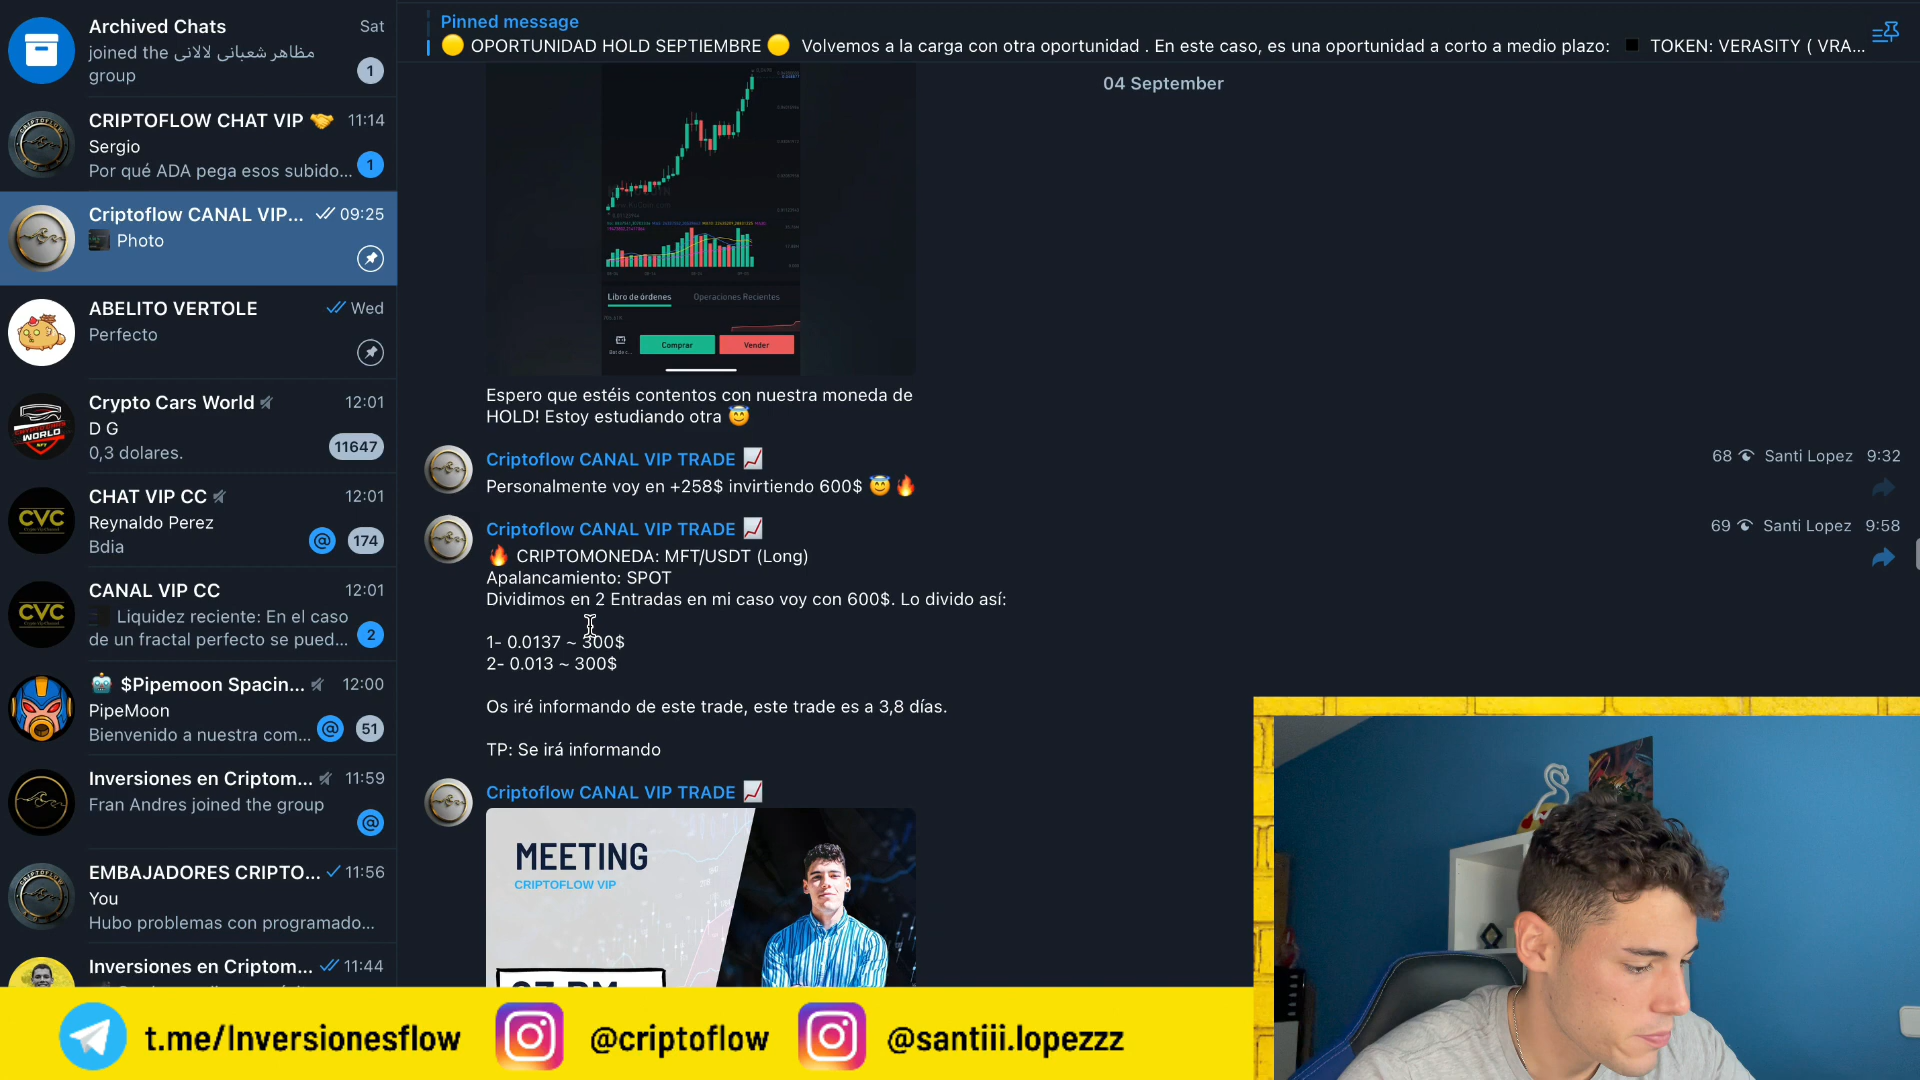 Archived Chats
Sat
joined the مظاهر شعبانی لالانی
group
1
CRIPTOFLOW CHAT VIP 🤝
11:14
Sergio
Por qué ADA pega esos subido...
1
Criptoflow CANAL VIP...
09:25
Photo
ABELITO VERTOLE
Wed
Perfecto
Crypto Cars World
12:01
D G
0,3 dolares.
11647
CHAT VIP CC
12:01
Reynaldo Perez
Bdia
@
174
CANAL VIP CC
12:01
Liquidez reciente: En el caso
de un fractal perfecto se pued...
2
🤖 $Pipemoon Spacin...
12:00
PipeMoon
Bienvenido a nuestra com...
@
51
Inversiones en Criptom...
11:59
Fran Andres joined the group
@
EMBAJADORES CRIPTO...
11:56
You
Hubo problemas con programado...
Inversiones en Criptom...
11:44
Pinned message
🟡 OPORTUNIDAD HOLD SEPTIEMBRE 🟡 Volvemos a la carga con otra oportunidad . En este caso, es una oportunidad a corto a medio plazo: ◼️ TOKEN: VERASITY ( VRA...
04 September
Libro de órdenes
Operaciones Recientes
Comprar
Vender
Espero que estéis contentos con nuestra moneda de
HOLD! Estoy estudiando otra 😇
Criptoflow CANAL VIP TRADE 📈
68
Santi Lopez
9:32
Personalmente voy en +258$ invirtiendo 600$ 😇🔥
Criptoflow CANAL VIP TRADE 📈
69
Santi Lopez
9:58
🔥 CRIPTOMONEDA: MFT/USDT (Long)
Apalancamiento: SPOT
Dividimos en 2 Entradas en mi caso voy con 600$. Lo divido así:
1- 0.0137 ~ 300$
2- 0.013 ~ 300$
Os iré informando de este trade, este trade es a 3,8 días.
TP: Se irá informando
Criptoflow CANAL VIP TRADE 📈
MEETING
CRIPTOFLOW VIP
CVC
CVC
t.me/Inversionesflow
@criptoflow
@santiii.lopezzz